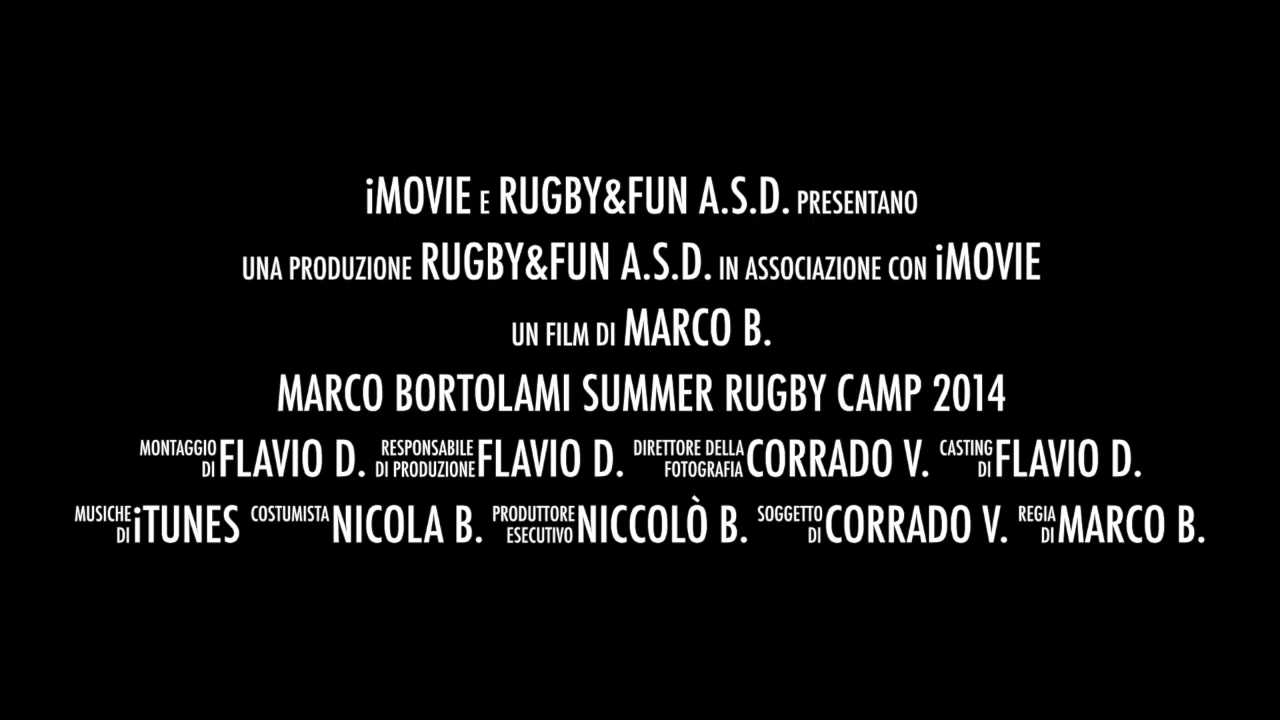 iMOVIE E RUGBY&FUN A.S.D. PRESENTANO
UNA PRODUZIONE RUGBY&FUN A.S.D. IN ASSOCIAZIONE CON iMOVIE
UN FILM DI MARCO B.
MARCO BORTOLAMI SUMMER RUGBY CAMP 2014
MONTAGGIO DI FLAVIO D. RESPONSABILE DI PRODUZIONE FLAVIO D. DIRETTORE DELLA FOTOGRAFIA CORRADO V. CASTING DI FLAVIO D.
MUSICHE DI iTUNES COSTUMISTA NICOLA B. PRODUTTORE ESECUTIVO NICCOLÒ B. SOGGETTO DI CORRADO V. REGIA DI MARCO B.